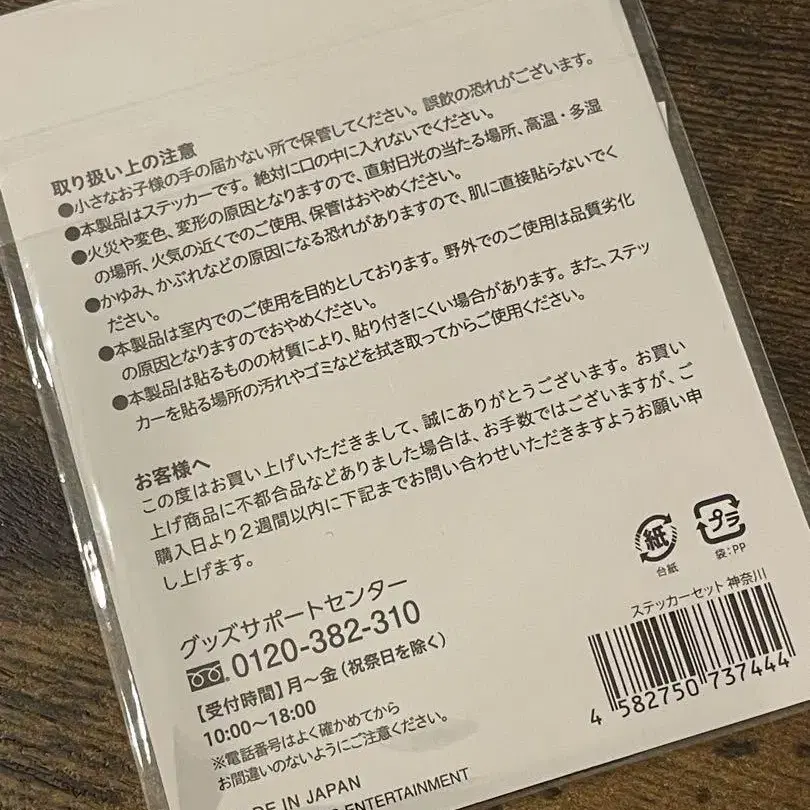 取り扱い上の注意
●小さなお子様の手の届かない所で保管してください。誤飲の恐れがございます。
●本製品はステッカーです。絶対に口の中に入れないでください。
●火災や変色、変形の原因となりますので、直射日光の当たる場所、高温・多湿
の場所、火気の近くでのご使用、保管はおやめください。
●かゆみ、かぶれなどの原因になる恐れがありますので、肌に直接貼らないでく
ださい。
●本製品は室内でのご使用を目的としております。野外でのご使用は品質劣化
の原因となりますのでおやめください。
●本製品は貼るものの材質により、貼り付きにくい場合があります。また、ステッ
カーを貼る場所の汚れやゴミなどを拭き取ってからご使用ください。
お客様へ
この度はお買い上げいただきまして、誠にありがとうございます。お買い
上げ商品に不都合品などありました場合は、お手数ではございますが、ご
購入日より2週間以内に下記までお問い合わせいただきますようお願い申
し上げます。
グッズサポートセンター
0120-382-310
【受付時間】月〜金（祝祭日を除く）
10:00〜18:00
※電話番号はよく確かめてから
お間違いのないようにご注意ください。
DE IN JAPAN
ENTERTAINMENT
紙
台紙
プラ
袋:PP
ステッカーセット 神奈川
4 582750 737444